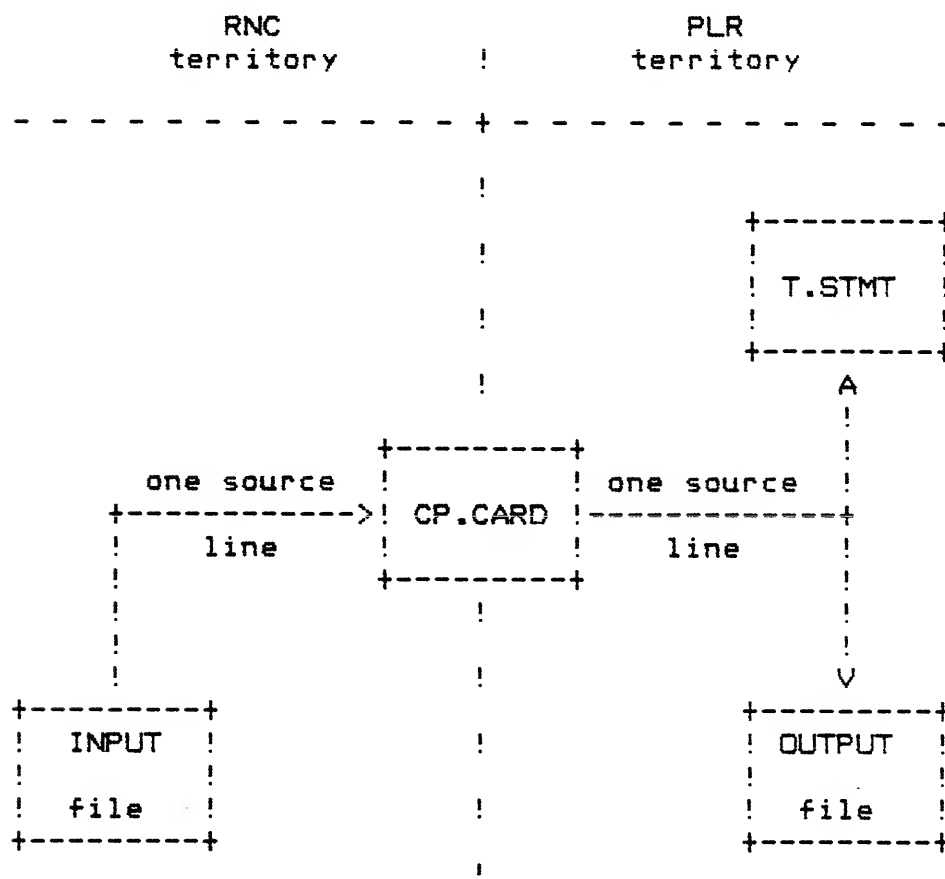 RNC PLR
territory ! territory
T.STMT
one source CP.CARD one source
line line
INPUT OUTPUT
file file